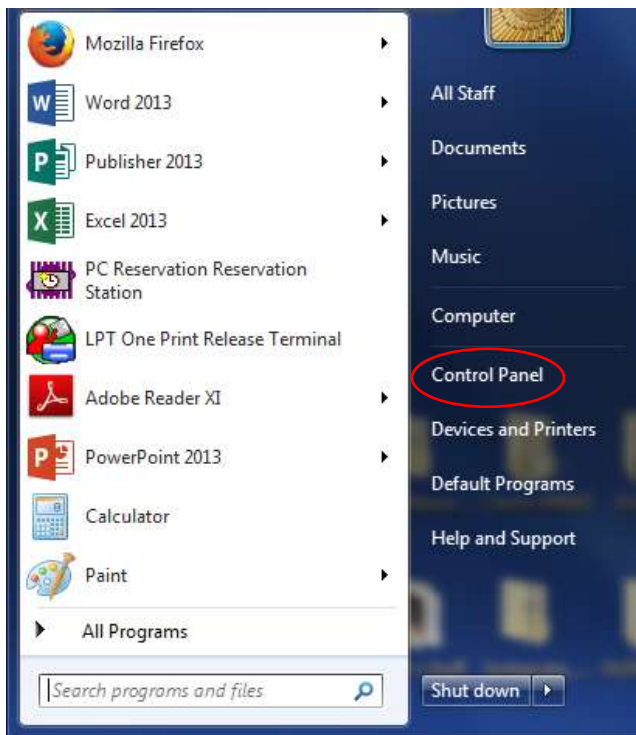 Mozilla Firefox
Word 2013
Publisher 2013
Excel 2013
PC Reservation Reservation
Station
LPT One Print Release Terminal
Adobe Reader XI
PowerPoint 2013
Calculator
Paint
All Programs
Search programs and files
All Staff
Documents
Pictures
Music
Computer
Control Panel
Devices and Printers
Default Programs
Help and Support
Shut down